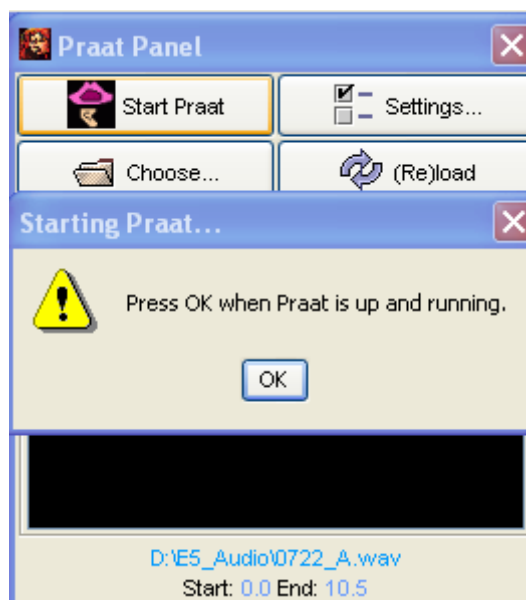 Praat Panel
Start Praat
Settings...
Choose...
(Re)load
Starting Praat...
Press OK when Praat is up and running.
OK
D:\E5_Audio\0722_A.wav
Start: 0.0 End: 10.5